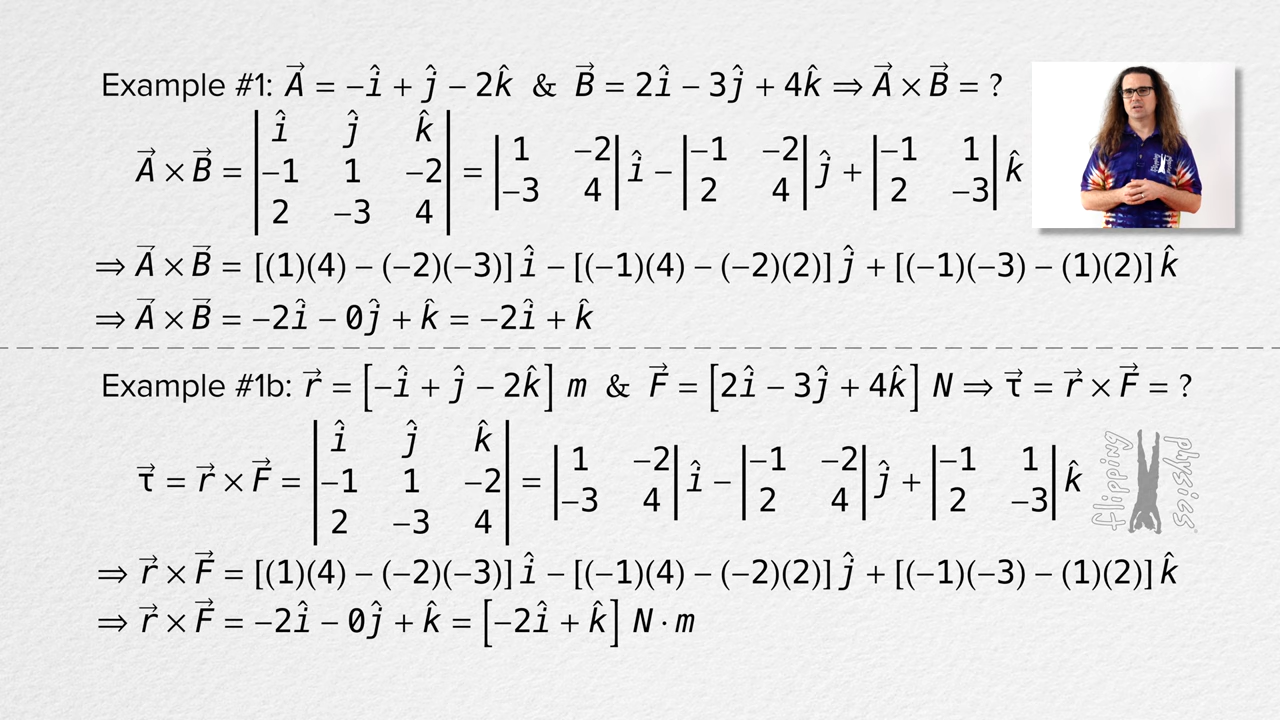 Example #1: A⃗ = −î + ĵ − 2k̂ & B⃗ = 2î − 3ĵ + 4k̂ ⇒ A⃗ × B⃗ = ?
A⃗ × B⃗ = |î ĵ k̂; −1 1 −2; 2 −3 4| = |1 −2; −3 4| î − |−1 −2; 2 4| ĵ + |−1 1; 2 −3| k̂
⇒ A⃗ × B⃗ = [(1)(4) − (−2)(−3)] î − [(−1)(4) − (−2)(2)] ĵ + [(−1)(−3) − (1)(2)] k̂
⇒ A⃗ × B⃗ = −2î − 0ĵ + k̂ = −2î + k̂
Example #1b: r⃗ = [−î + ĵ − 2k̂] m & F⃗ = [2î − 3ĵ + 4k̂] N ⇒ τ⃗ = r⃗ × F⃗ = ?
τ⃗ = r⃗ × F⃗ = |î ĵ k̂; −1 1 −2; 2 −3 4| = |1 −2; −3 4| î − |−1 −2; 2 4| ĵ + |−1 1; 2 −3| k̂
flipping physics
⇒ r⃗ × F⃗ = [(1)(4) − (−2)(−3)] î − [(−1)(4) − (−2)(2)] ĵ + [(−1)(−3) − (1)(2)] k̂
⇒ r⃗ × F⃗ = −2î − 0ĵ + k̂ = [−2î + k̂] N · m